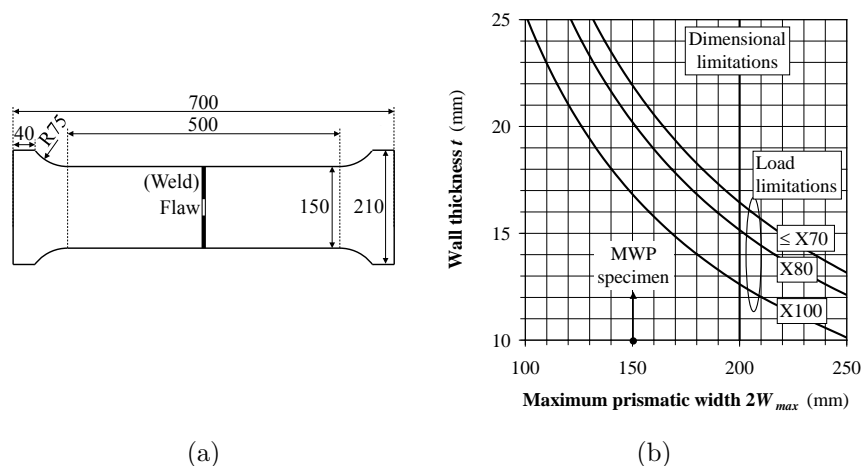 700
500
40
R75
(Weld)
Flaw
150
210
(a)
Wall thickness t (mm)
25
20
15
10
Dimensional
limitations
Load
limitations
≤ X70
X80
X100
MWP
specimen
100
150
200
250
Maximum prismatic width 2Wmax (mm)
(b)